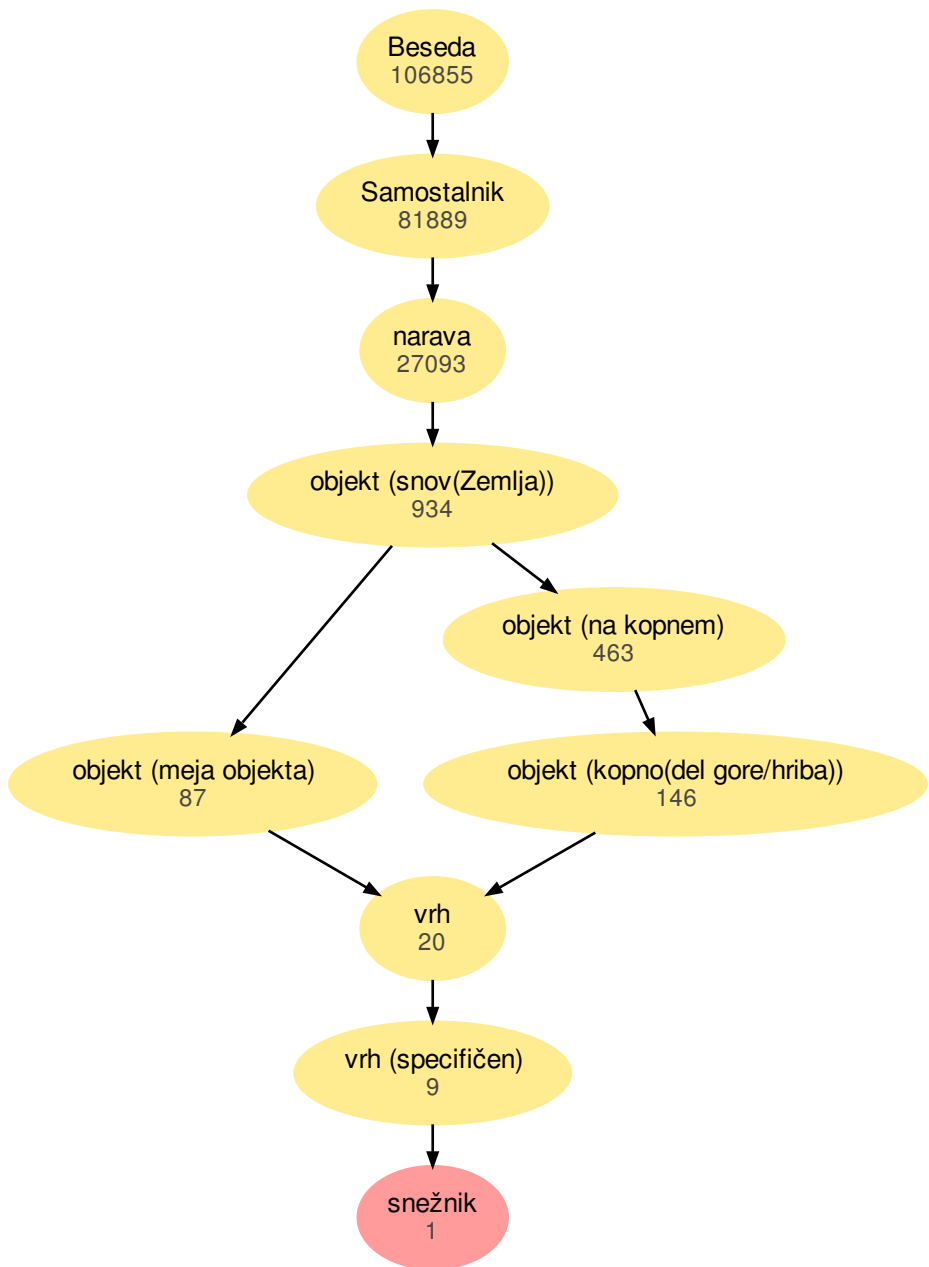 Beseda
106855
Samostalnik
81889
narava
27093
objekt (snov(Zemlja))
934
objekt (na kopnem)
463
objekt (meja objekta)
87
objekt (kopno(del gore/hriba))
146
vrh
20
vrh (specifičen)
9
snežnik
1